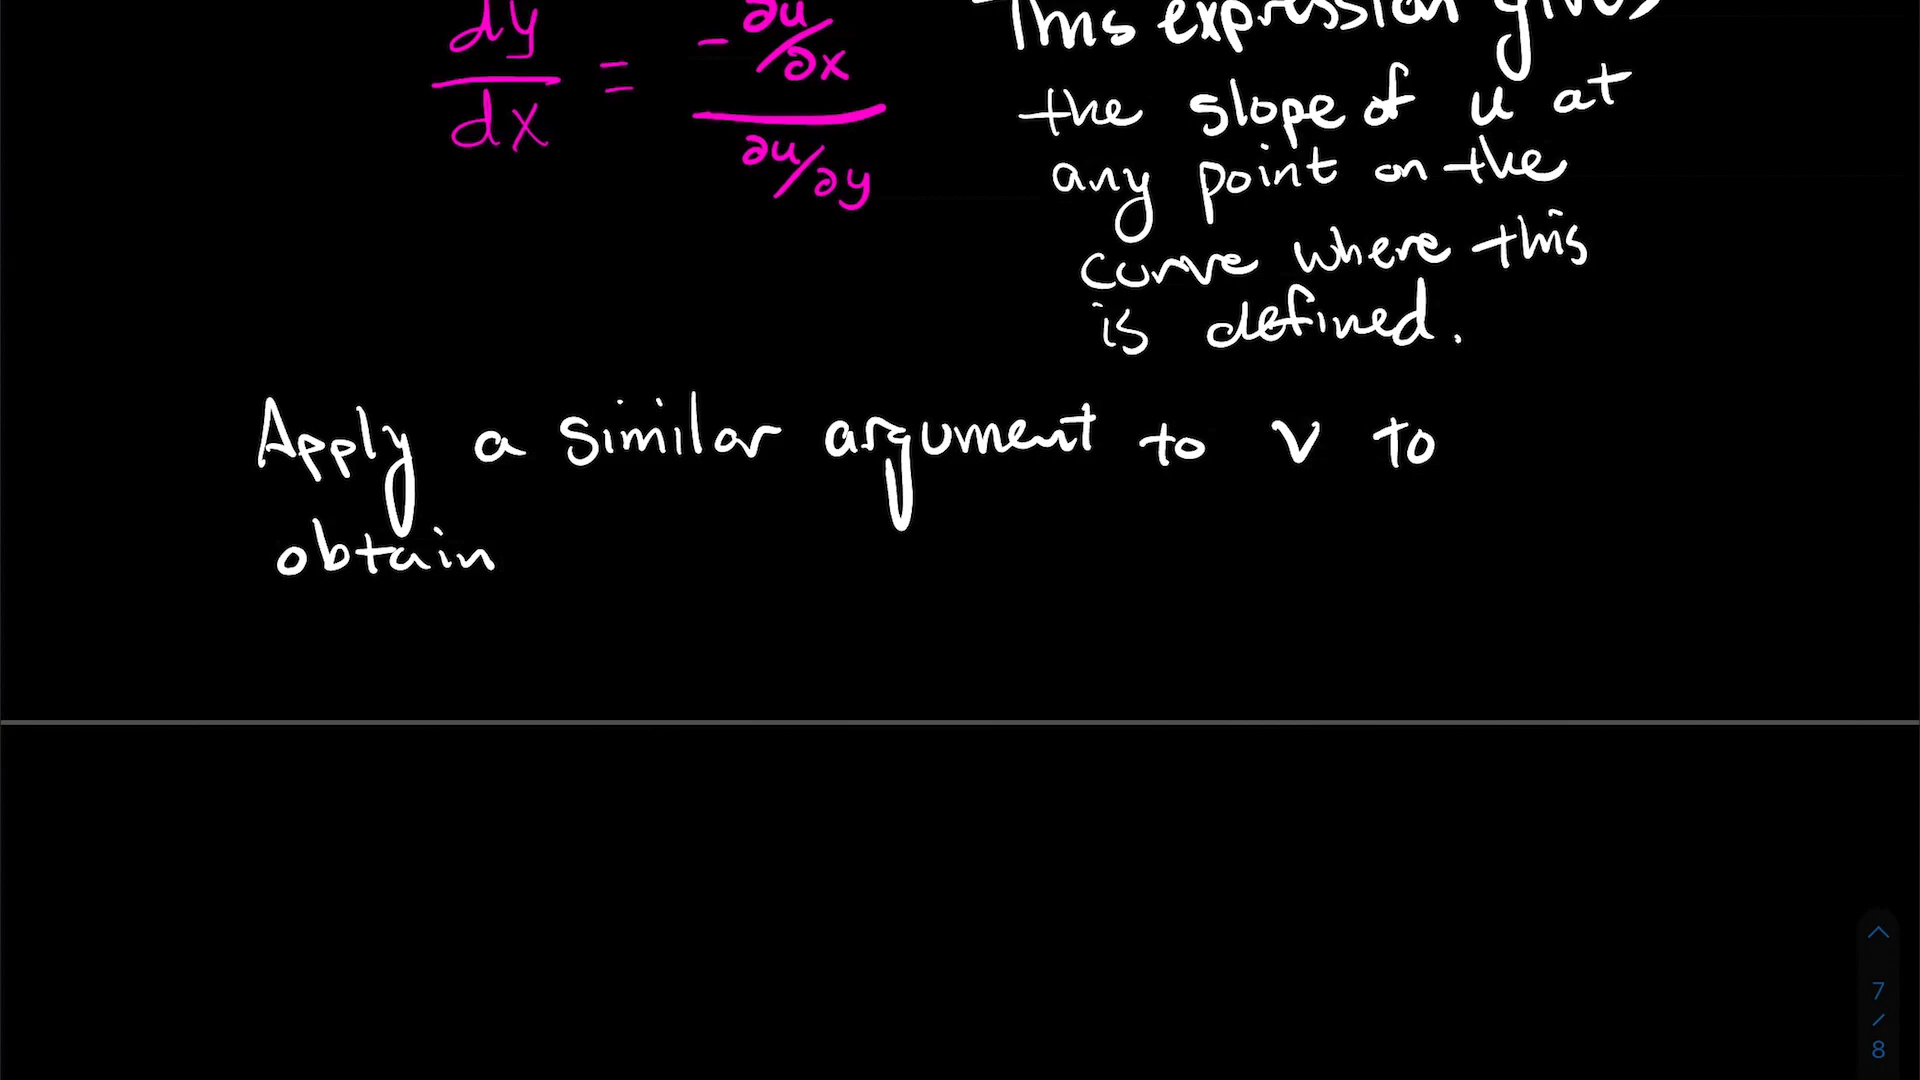 dy/dx = -∂u/∂x / ∂u/∂y
This expression gives
the slope of u at
any point on the
curve where this
is defined.
Apply a similar argument to v to
obtain
7
/
8